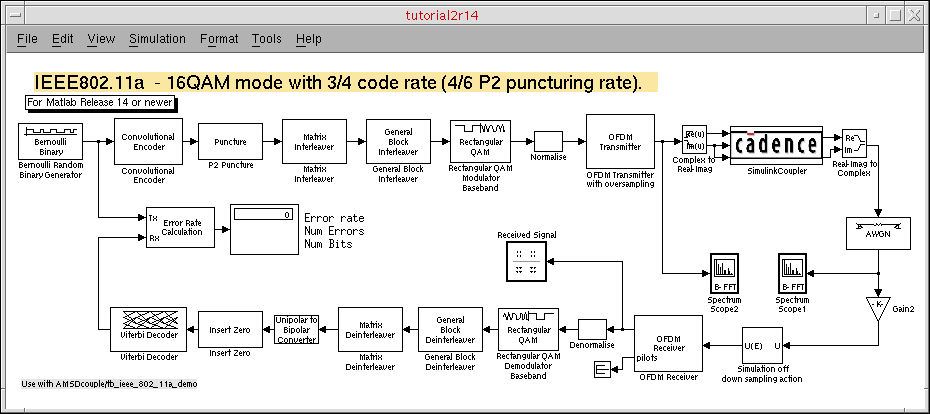 tutorial2r14
File Edit View Simulation Format Tools Help
IEEE802.11a - 16QAM mode with 3/4 code rate (4/6 P2 puncturing rate).
For Matlab Release 14 or newer
Bernoulli
Binary
Bernoulli Random
Binary Generator
Convolutional
Encoder
Convolutional
Encoder
Puncture
P2 Puncture
Matrix
Interleaver
Matrix
Interleaver
General
Block
Interleaver
General Block
Interleaver
Rectangular
QAM
Rectangular QAM
Modulator
Baseband
Normalise
OFDM
Transmitter
OFDM Transmitter
with oversampling
Re(u)
Im(u)
Complex to
Real-Imag
cadence
SimulinkCoupler
Re
Im
Real-Imag to
Complex
Tx
Rx
Error Rate
Calculation
0
Error rate
Num Errors
Num Bits
Received Signal
AWGN
B- FFT
Spectrum
Scope2
B- FFT
Spectrum
Scope1
-K-
Gain2
Viterbi Decoder
Viterbi Decoder
Insert Zero
Insert Zero
Unipolar to
Bipolar
Converter
Matrix
Deinterleaver
Matrix
Deinterleaver
General
Block
Deinterleaver
General Block
Deinterleaver
Rectangular
QAM
Rectangular QAM
Demodulator
Baseband
Denormalise
OFDM
Receiver
pilots
OFDM Receiver
U(E) U
Simulation off
down sampling action
Use with AMSDcouple/tb_ieee_802_11a_demo